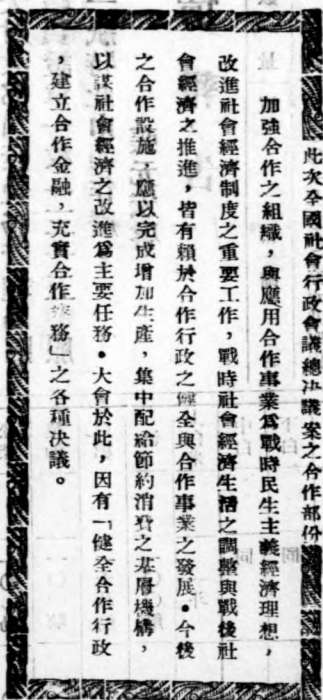 此次全國社會行政會議總決議案之合作部份
加強合作之組織，與應用合作事業爲戰時民生主義經濟理想，
改進社會經濟制度之重要工作，戰時社會經濟生活之調整與戰後社
會經濟之推進，皆有賴於合作行政之健全與合作事業之發展。今後
之合作設施，應以完成增加生產，集中配給節約消費之基層機構，
以謀社會經濟之改進爲主要任務。大會於此，因有「健全合作行政
，建立合作金融，充實合作業務」之各種決議。